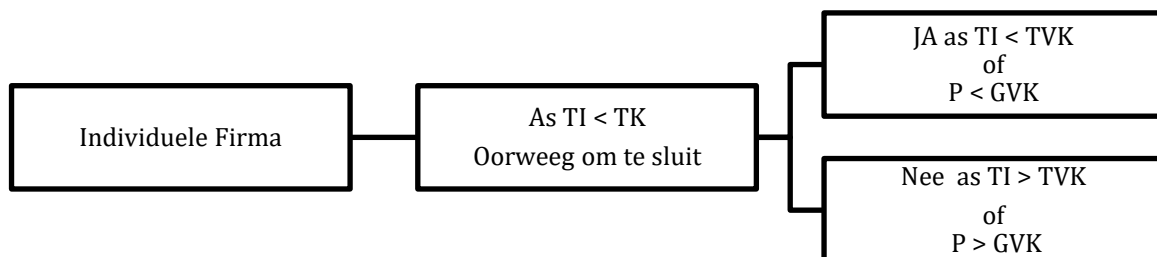 Individuele Firma
As TI < TK
Oorweeg om te sluit
JA as TI < TVK
of
P < GVK
Nee as TI > TVK
of
P > GVK